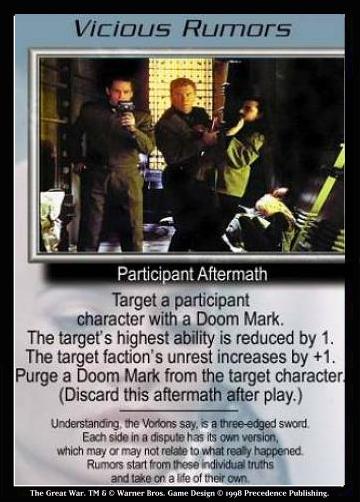 Vicious Rumors
Participant Aftermath
Target a participant
character with a Doom Mark.
The target's highest ability is reduced by 1.
The target faction's unrest increases by +1.
Purge a Doom Mark from the target character.
(Discard this aftermath after play.)
Understanding, the Vorlons say, is a three-edged sword.
Each side in a dispute has its own version,
which may or may not relate to what really happened.
Rumors start from these individual truths
and take on a life of their own.
The Great War. TM & © Warner Bros. Game Design © 1998 Precedence Publishing.